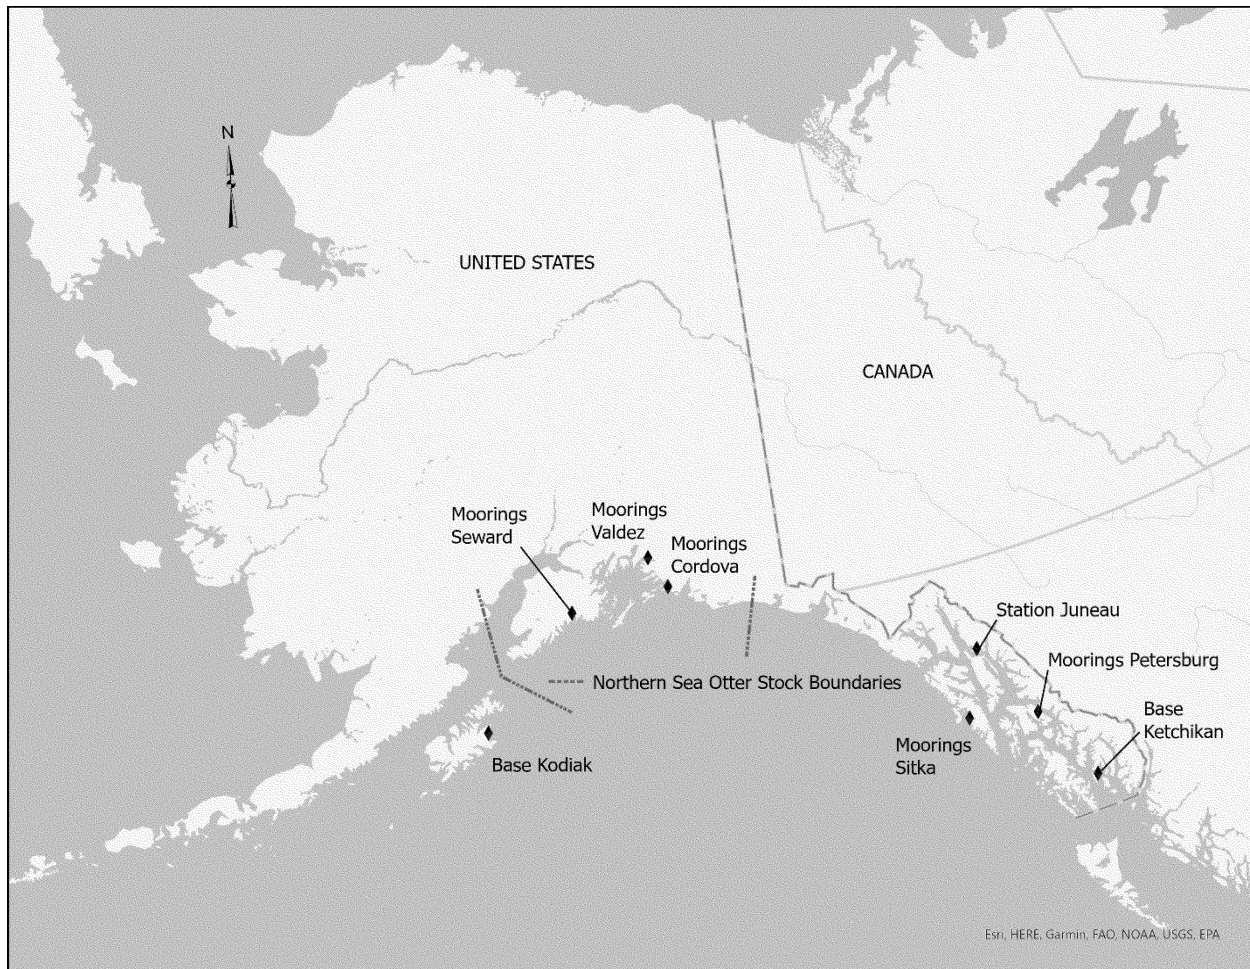 N
UNITED STATES
CANADA
Moorings
Seward
Moorings
Valdez
Moorings
Cordova
Station Juneau
Moorings Petersburg
Northern Sea Otter Stock Boundaries
Base
Ketchikan
Moorings
Sitka
Base Kodiak
Esri, HERE, Garmin, FAO, NOAA, USGS, EPA